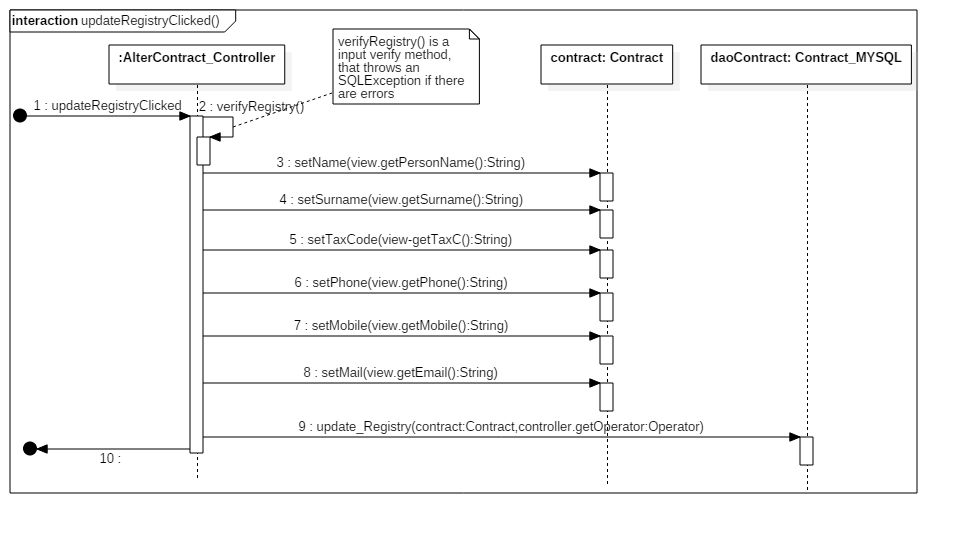 interaction updateRegistryClicked()
:AlterContract_Controller
verifyRegistry() is a
input verify method,
that throws an
SQLException if there
are errors
contract: Contract
daoContract: Contract_MYSQL
1 : updateRegistryClicked
2 : verifyRegistry()
3 : setName(view.getPersonName():String)
4 : setSurname(view.getSurname():String)
5 : setTaxCode(view-getTaxC():String)
6 : setPhone(view.getPhone():String)
7 : setMobile(view.getMobile():String)
8 : setMail(view.getEmail():String)
9 : update_Registry(contract:Contract,controller.getOperator:Operator)
10 :